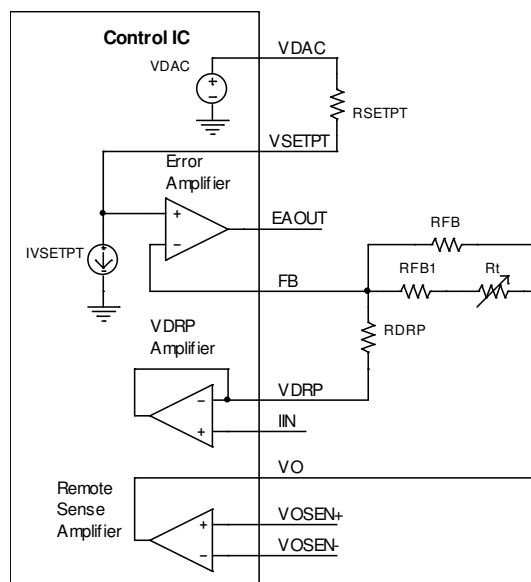 Control IC
VDAC
VDAC
RSETPT
VSETPT
Error
Amplifier
EAOUT
IVSETPT
RFB
FB
RFB1
Rt
VDRP
Amplifier
RDRP
VDRP
IIN
VO
Remote
Sense
Amplifier
VOSEN+
VOSEN-